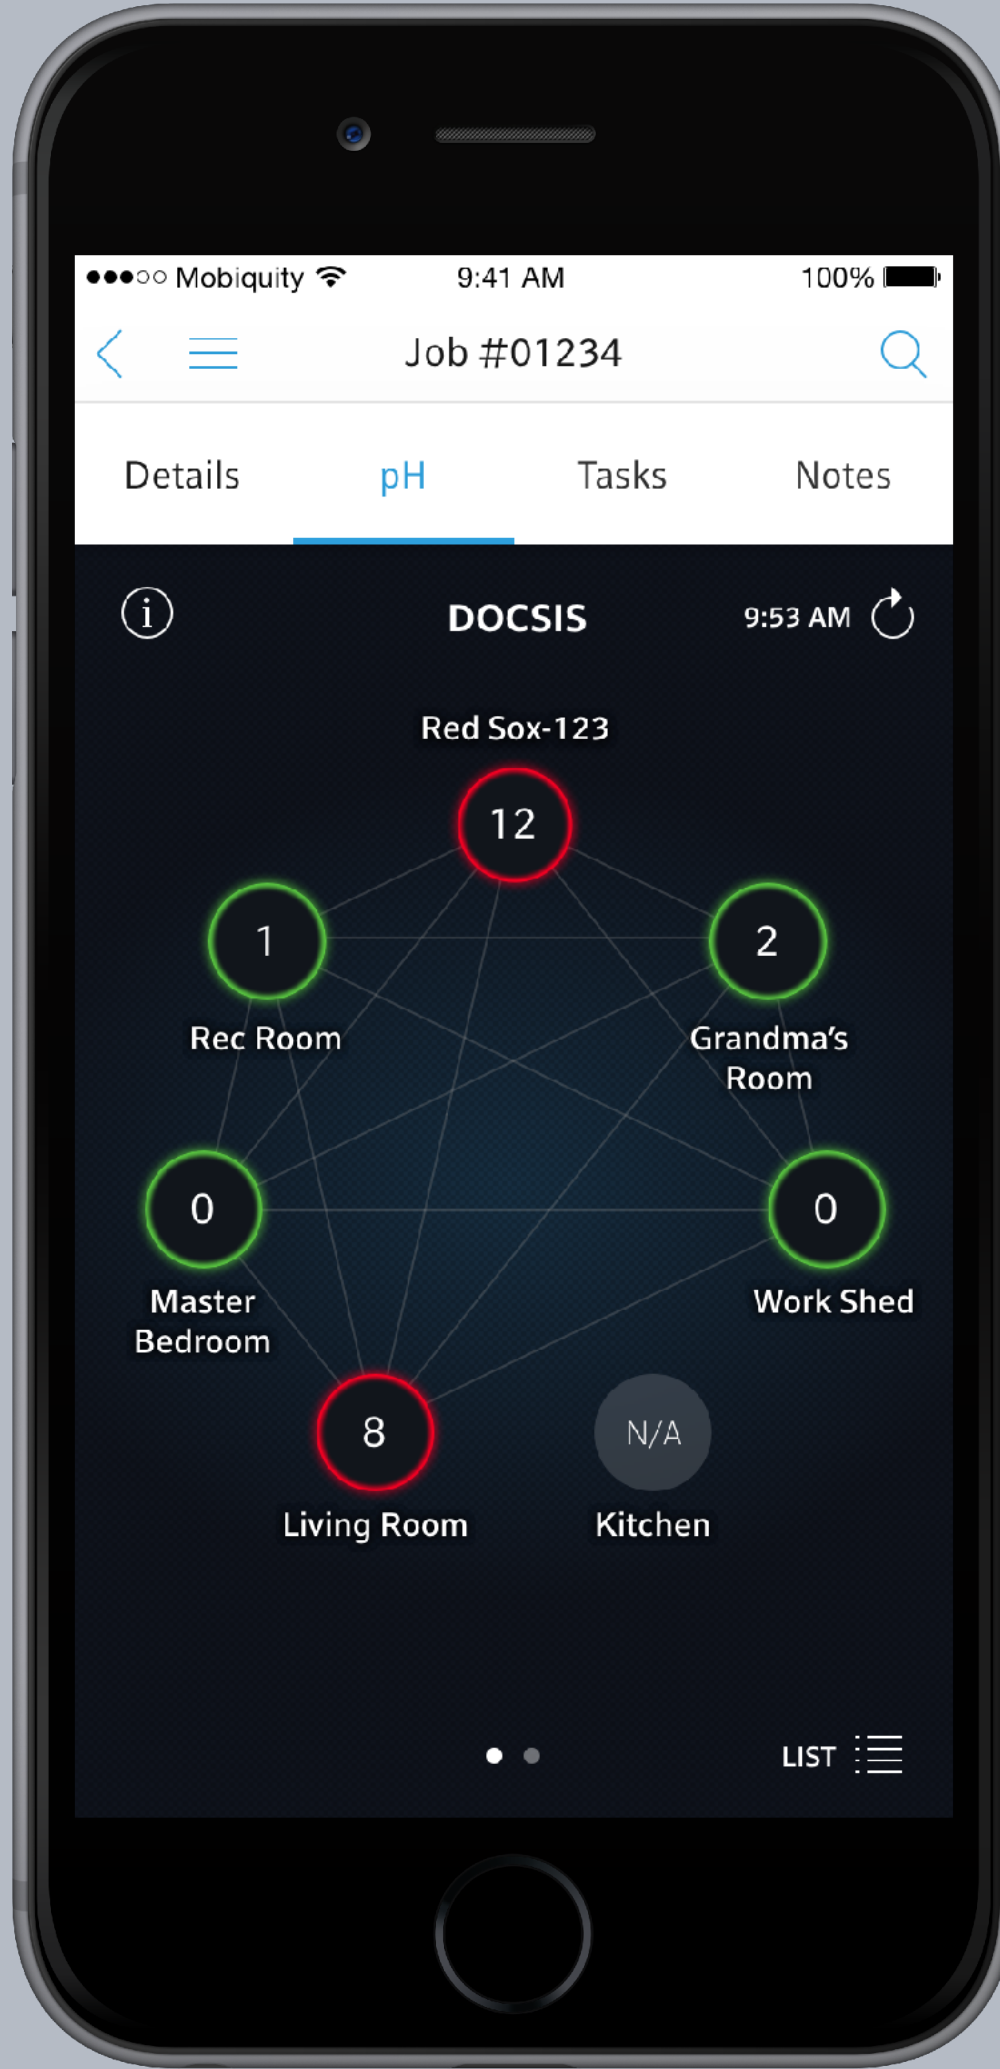 Mobiquity 9:41 AM 100%
Job #01234
Details pH Tasks Notes
i DOCSIS 9:53 AM
Red Sox-123
12
1 2
Rec Room
Grandma's
Room
0 0
Master
Bedroom
Work Shed
8 N/A
Living Room Kitchen
LIST